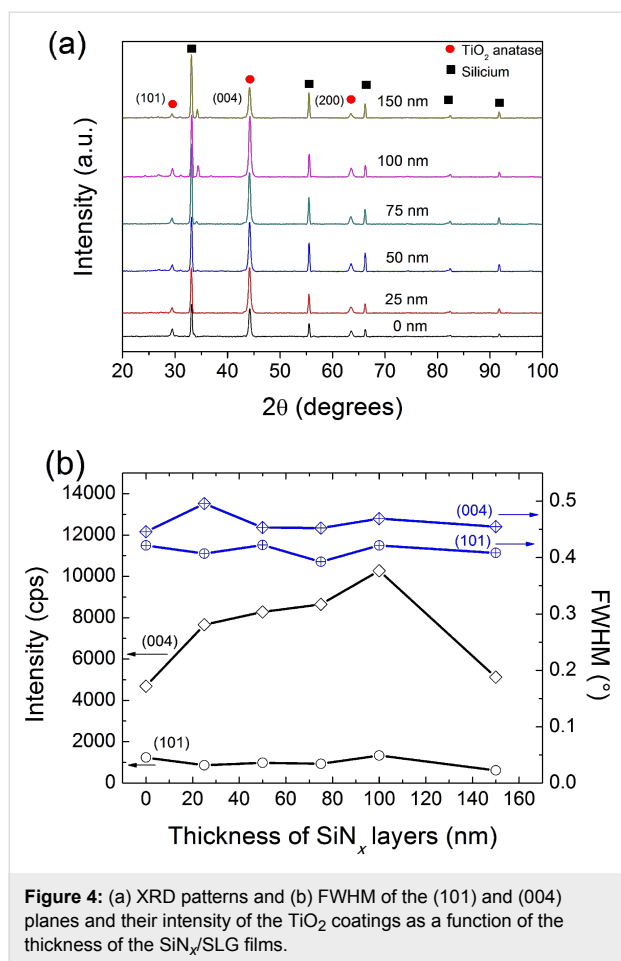 (a)
TiO2 anatase
Silicium
(101)
(004)
(200)
150 nm
100 nm
75 nm
50 nm
25 nm
0 nm
Intensity (a.u.)
20 30 40 50 60 70 80 90 100
2θ (degrees)
(b)
14000
12000
10000
8000
6000
4000
2000
0
Intensity (cps)
(004)
(101)
(004)
(101)
0.5
0.4
0.3
0.2
0.1
0.0
FWHM (°)
0 20 40 60 80 100 120 140 160
Thickness of SiNx layers (nm)
Figure 4: (a) XRD patterns and (b) FWHM of the (101) and (004)
planes and their intensity of the TiO2 coatings as a function of the
thickness of the SiNx/SLG films.